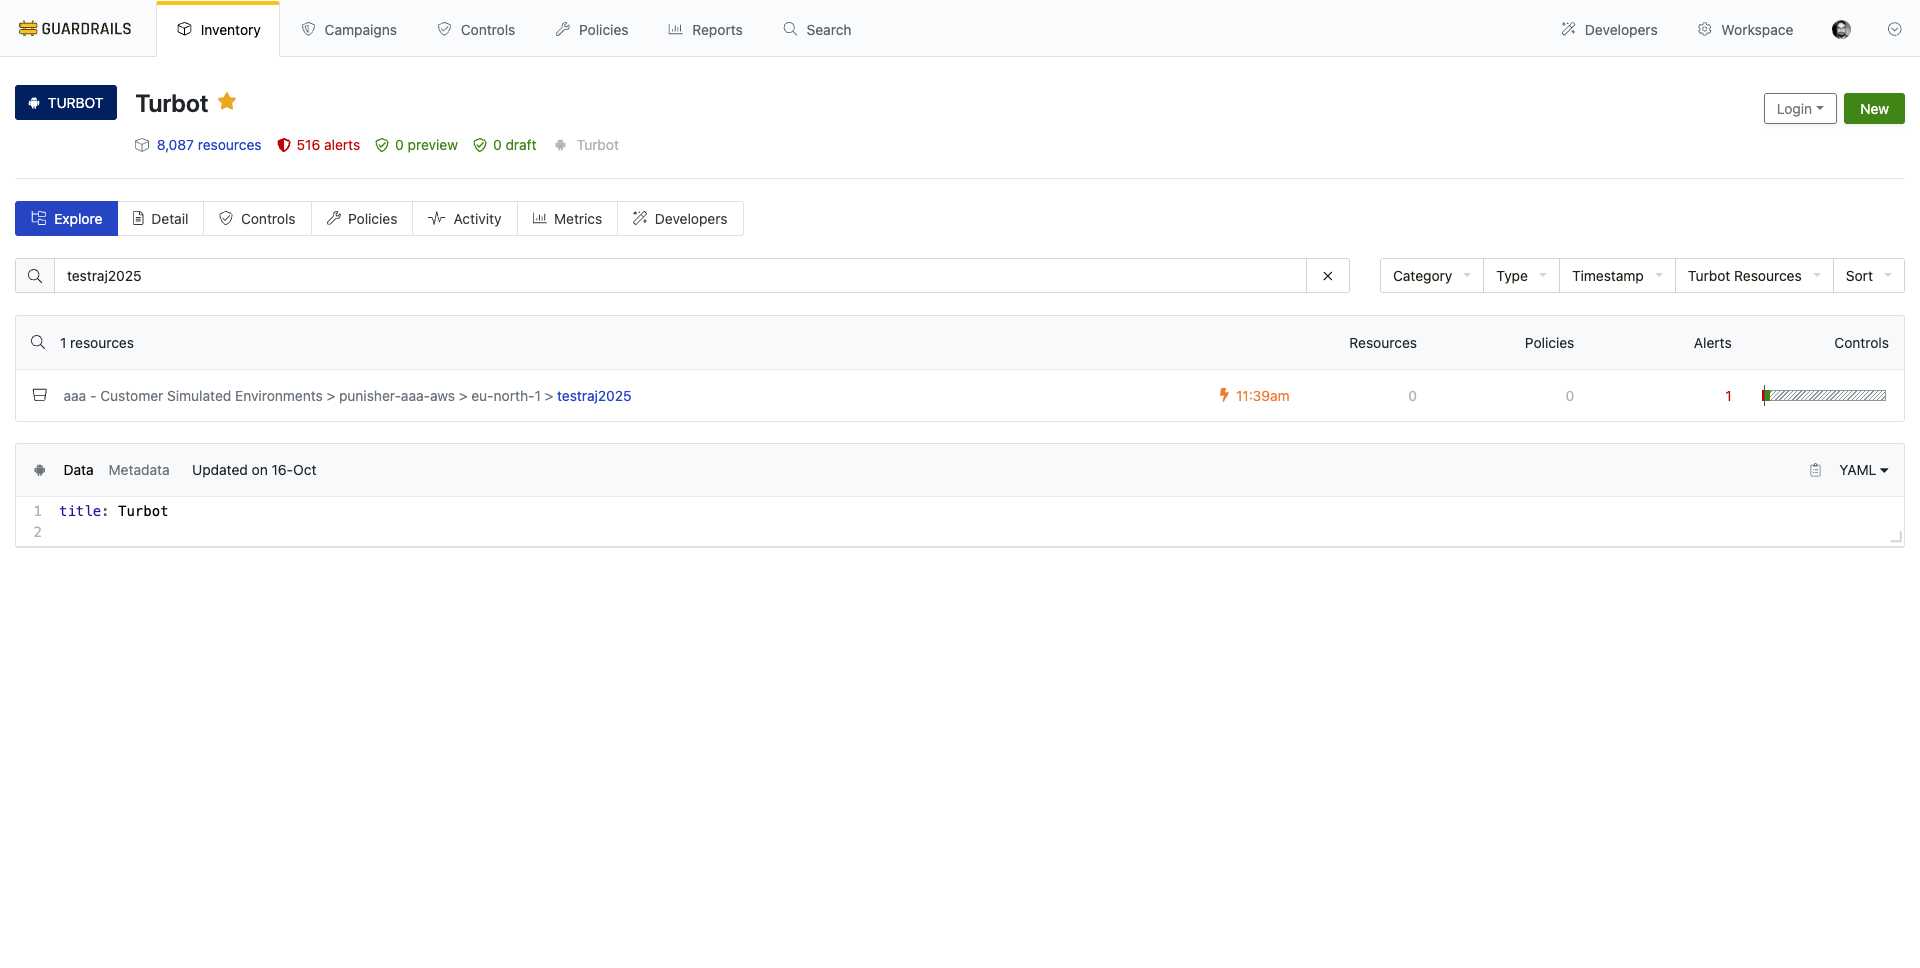 GUARDRAILS Inventory Campaigns Controls Policies Reports Search Developers Workspace
TURBOT Turbot Login New
8,087 resources 516 alerts 0 preview 0 draft Turbot
Explore Detail Controls Policies Activity Metrics Developers
testraj2025 Category Type Timestamp Turbot Resources Sort
1 resources Resources Policies Alerts Controls
aaa - Customer Simulated Environments > punisher-aaa-aws > eu-north-1 > testraj2025 11:39am 0 0 1
Data Metadata Updated on 16-Oct YAML
1 title: Turbot
2